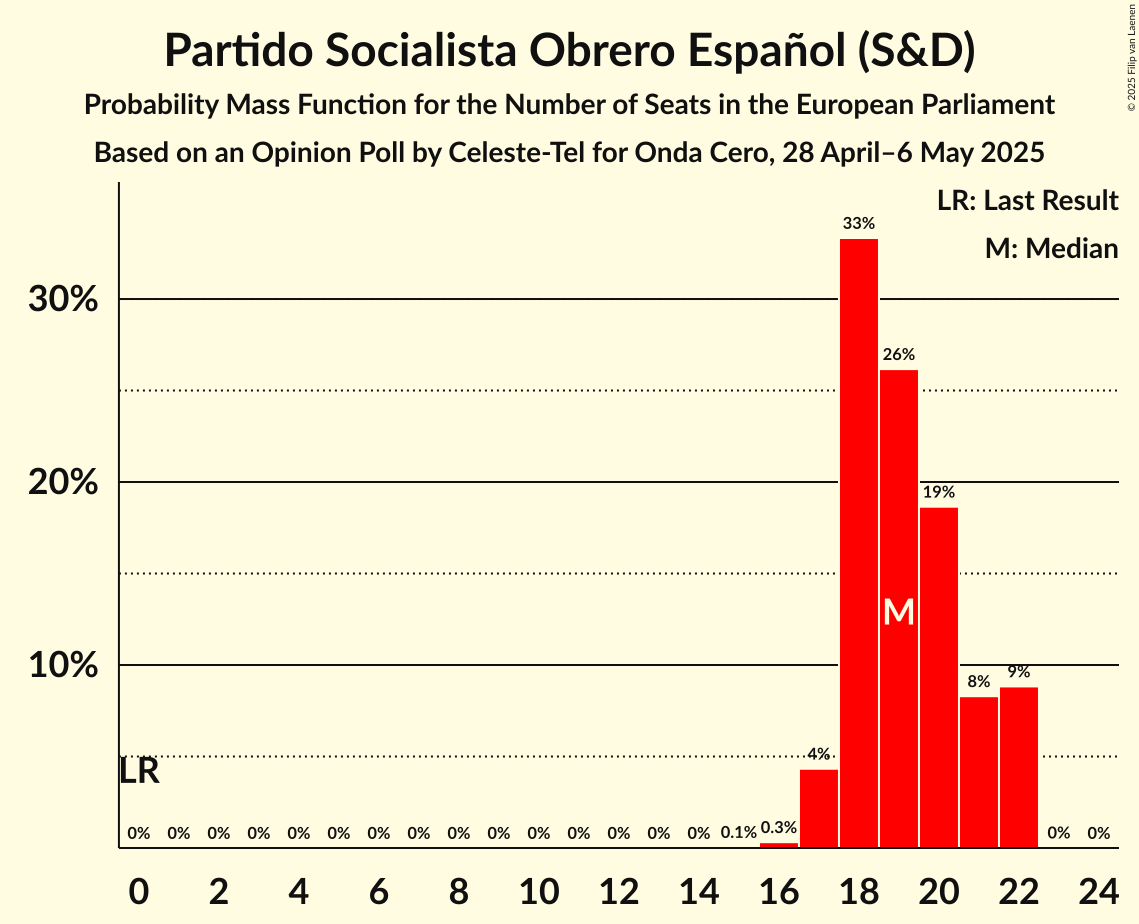 Partido Socialista Obrero Español (S&D)
Probability Mass Function for the Number of Seats in the European Parliament
Based on an Opinion Poll by Celeste-Tel for Onda Cero, 28 April–6 May 2025
© 2025 Filip van Laenen
LR: Last Result
M: Median
33%
30%
26%
20%
19%
M
10%
9%
8%
4%
LR
0% 0% 0% 0% 0% 0% 0% 0% 0% 0% 0% 0% 0% 0% 0% 0.1% 0.3% 0% 0%
0 2 4 6 8 10 12 14 16 18 20 22 24